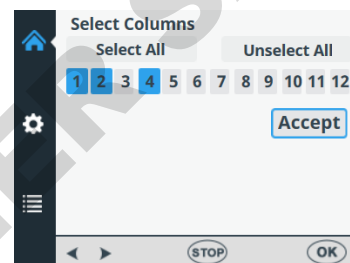 Select Columns
Select All Unselect All
1 2 3 4 5 6 7 8 9 10 11 12
Accept
STOP OK